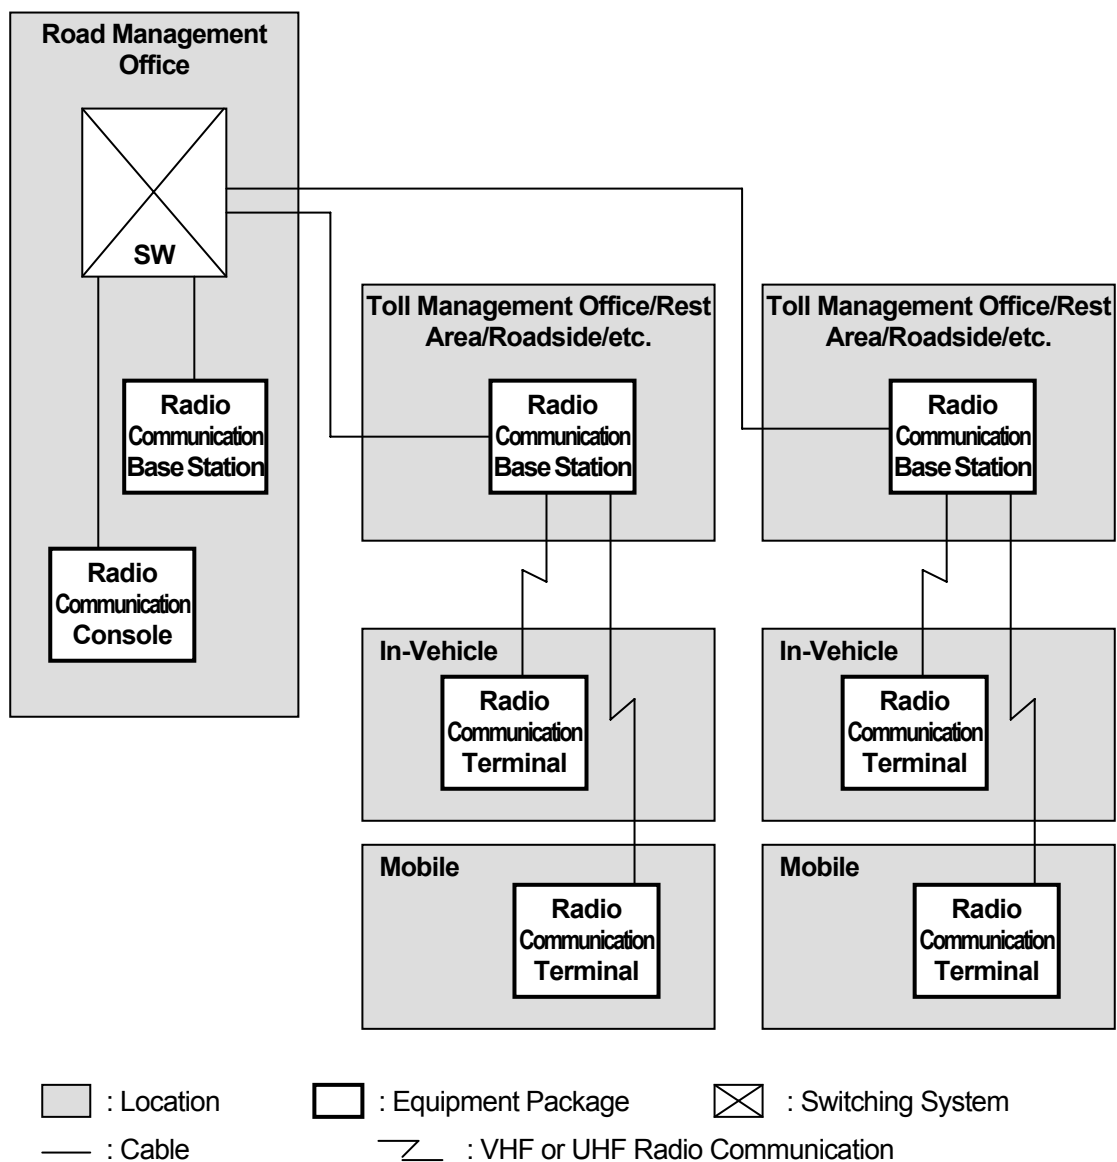 Road Management
Office
SW
Radio
Communication
Base Station
Radio
Communication
Console
Toll Management Office/Rest
Area/Roadside/etc.
Radio
Communication
Base Station
Toll Management Office/Rest
Area/Roadside/etc.
Radio
Communication
Base Station
In-Vehicle
Radio
Communication
Terminal
In-Vehicle
Radio
Communication
Terminal
Mobile
Radio
Communication
Terminal
Mobile
Radio
Communication
Terminal
: Location
: Equipment Package
: Switching System
: Cable
: VHF or UHF Radio Communication